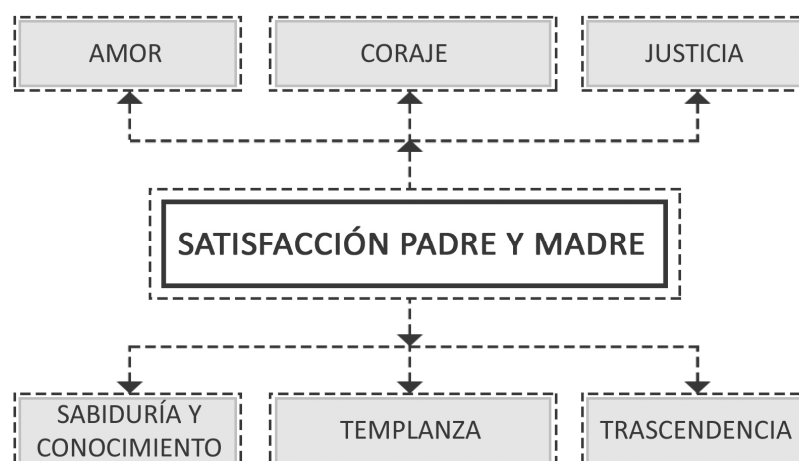 AMOR
CORAJE
JUSTICIA
SATISFACCIÓN PADRE Y MADRE
SABIDURÍA Y
CONOCIMIENTO
TEMPLANZA
TRASCENDENCIA